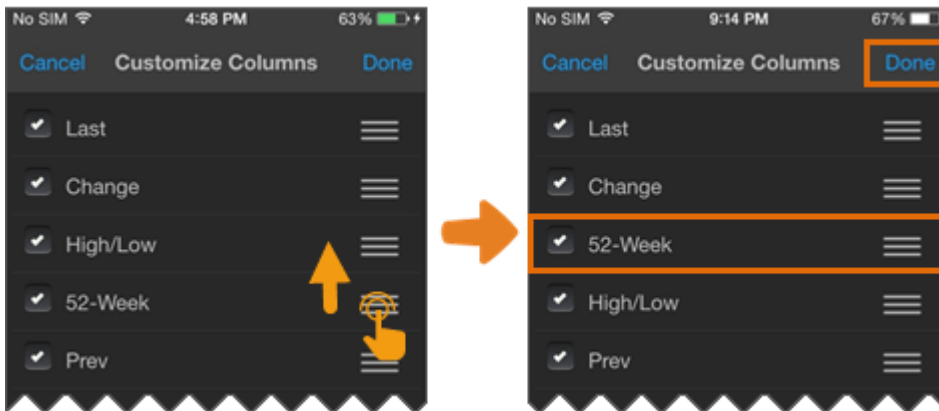 No SIM 4:58 PM 63%
Cancel Customize Columns Done
Last
Change
High/Low
52-Week
Prev
No SIM 9:14 PM 67%
Cancel Customize Columns Done
Last
Change
52-Week
High/Low
Prev